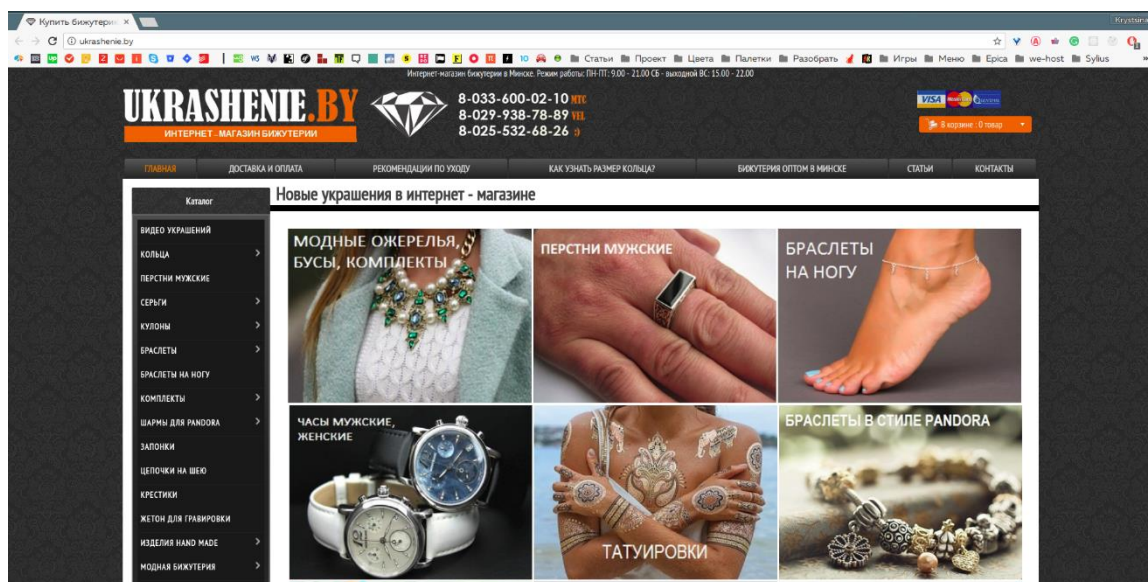 Купить бижутери
Krystsina
ukrashenie.by
VS
10
Статьи
Проект
Цвета
Палетки
Разобрать
Игры
Меню
Epica
we-host
Sylius
Интернет-магазин бижутерии в Минске. Режим работы: ПН-ПТ: 9.00 - 21.00 СБ - выходной ВС: 15.00 - 22.00
UKRASHENIE.BY
ИНТЕРНЕТ-МАГАЗИН БИЖУТЕРИИ
8-033-600-02-10 МТС
8-029-938-78-89 VEL
8-025-532-68-26 :)
VISA
В корзине : 0 товар
ГЛАВНАЯ
ДОСТАВКА И ОПЛАТА
РЕКОМЕНДАЦИИ ПО УХОДУ
КАК УЗНАТЬ РАЗМЕР КОЛЬЦА?
БИЖУТЕРИЯ ОПТОМ В МИНСКЕ
СТАТЬИ
КОНТАКТЫ
Каталог
ВИДЕО УКРАШЕНИЙ
КОЛЬЦА
ПЕРСТНИ МУЖСКИЕ
СЕРЬГИ
КУЛОНЫ
БРАСЛЕТЫ
БРАСЛЕТЫ НА НОГУ
КОМПЛЕКТЫ
ШАРМЫ ДЛЯ PANDORA
ЗАПОНКИ
ЦЕПОЧКИ НА ШЕЮ
КРЕСТИКИ
ЖЕТОН ДЛЯ ГРАВИРОВКИ
ИЗДЕЛИЯ HAND MADE
МОДНАЯ БИЖУТЕРИЯ
Новые украшения в интернет - магазине
МОДНЫЕ ОЖЕРЕЛЬЯ,
БУСЫ, КОМПЛЕКТЫ
ПЕРСТНИ МУЖСКИЕ
БРАСЛЕТЫ
НА НОГУ
ЧАСЫ МУЖСКИЕ,
ЖЕНСКИЕ
ТАТУИРОВКИ
БРАСЛЕТЫ В СТИЛЕ PANDORA